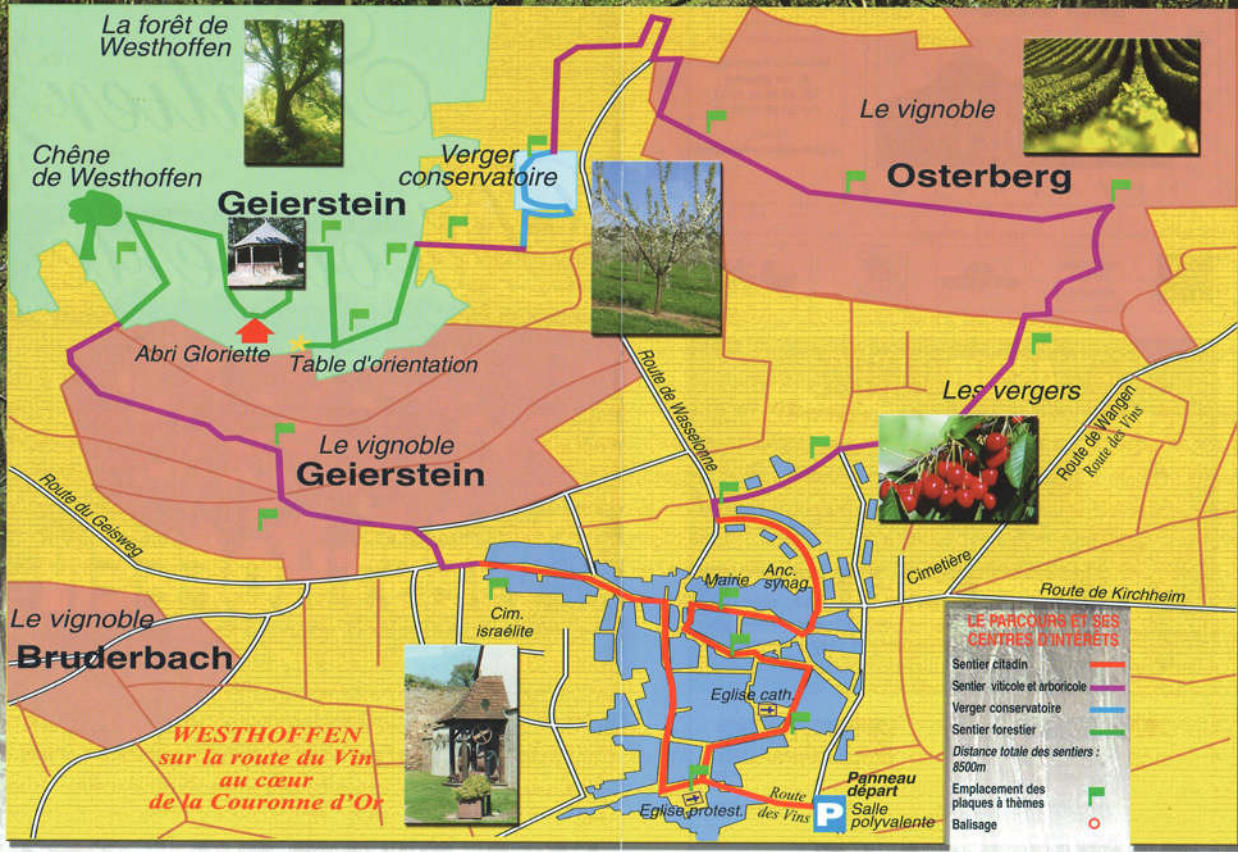 La forêt de
Westhoffen
Chêne
de Westhoffen
Geierstein
Verger
conservatoire
Le vignoble
Osterberg
Abri Gloriette
Table d'orientation
Le vignoble
Geierstein
Route de Wasselonne
Les vergers
Route de Wangen
Route des Vins
Route du Geisweg
Cimetière
Route de Kirchheim
Mairie
Anc.
synag.
Cim.
israélite
Le vignoble
Bruderbach
Eglise cath.
WESTHOFFEN
sur la route du Vin
au cœur
de la Couronne d'Or
Eglise protest.
Route
des Vins
P
Panneau
départ
Salle
polyvalente
LE PARCOURS ET SES
CENTRES D'INTÉRÊTS
Sentier citadin
Sentier viticole et arboricole
Verger conservatoire
Sentier forestier
Distance totale des sentiers :
8500m
Emplacement des
plaques à thèmes
Balisage